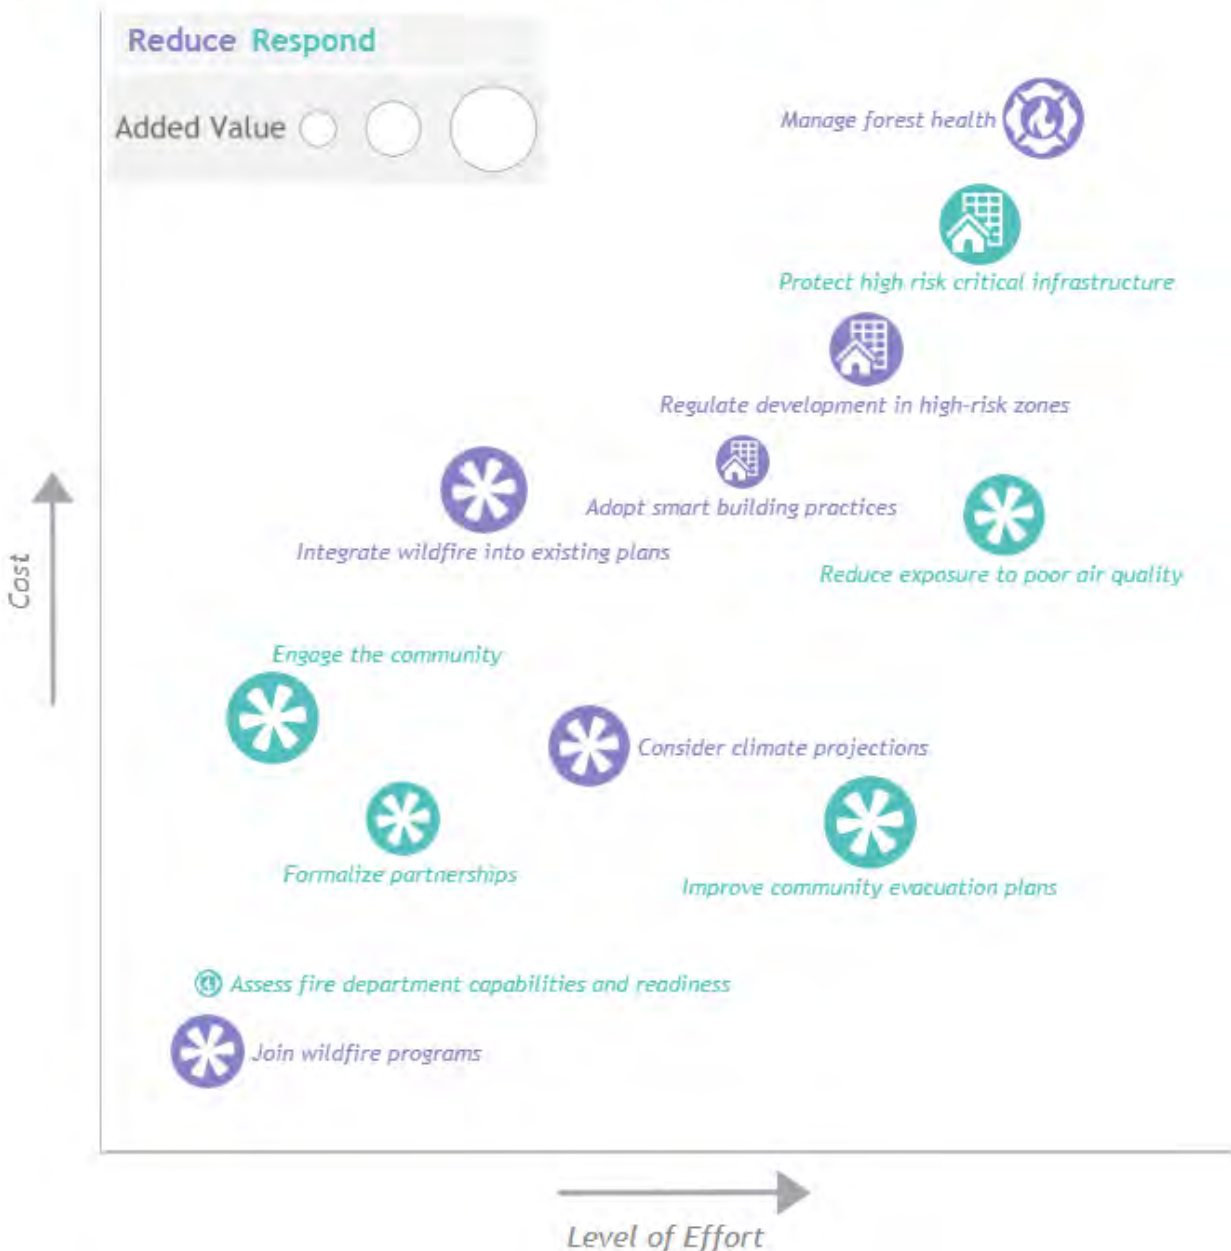 Reduce Respond
Added Value
Manage forest health
Protect high risk critical infrastructure
Regulate development in high-risk zones
Adopt smart building practices
Integrate wildfire into existing plans
Reduce exposure to poor air quality
Cost
Engage the community
Consider climate projections
Formalize partnerships
Improve community evacuation plans
Assess fire department capabilities and readiness
Join wildfire programs
Level of Effort